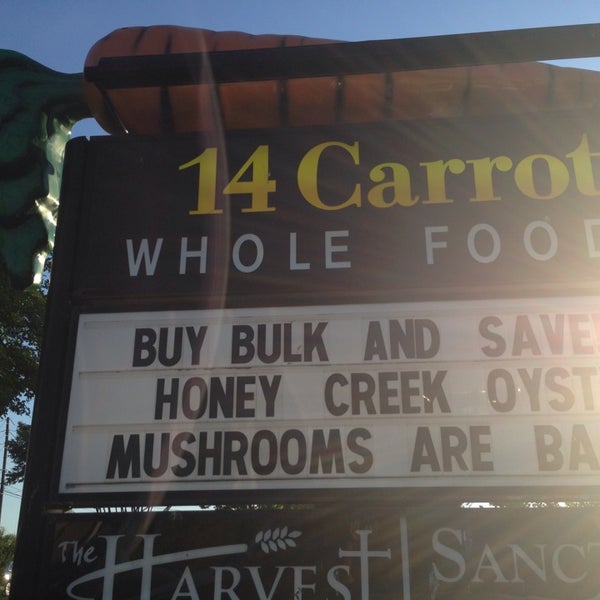 14 Carrot
WHOLE FOOD
BUY BULK AND SAVE
HONEY CREEK OYST
MUSHROOMS ARE BA
The HARVEST SANCT